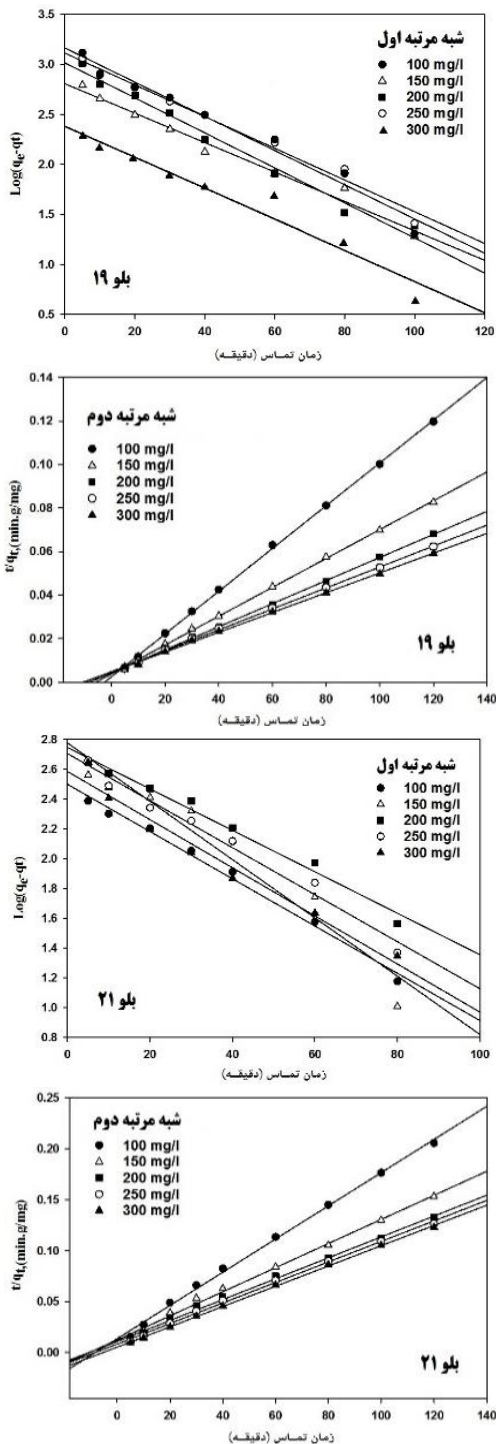 شبه مرتبه اول
100 mg/l
150 mg/l
200 mg/l
250 mg/l
300 mg/l
Log(qe-qt)
3.5
3.0
2.5
2.0
1.5
1.0
0.5
بلو ۱۹
0 20 40 60 80 100 120
زمان تماس (دقیقه)
شبه مرتبه دوم
100 mg/l
150 mg/l
200 mg/l
250 mg/l
300 mg/l
t/qt,(min.g/mg)
0.14
0.12
0.10
0.08
0.06
0.04
0.02
0.00
بلو ۱۹
0 20 40 60 80 100 120 140
زمان تماس (دقیقه)
شبه مرتبه اول
100 mg/l
150 mg/l
200 mg/l
250 mg/l
300 mg/l
Log(qe-qt)
2.8
2.6
2.4
2.2
2.0
1.8
1.6
1.4
1.2
1.0
0.8
بلو ۲۱
0 20 40 60 80 100
زمان تماس (دقیقه)
شبه مرتبه دوم
100 mg/l
150 mg/l
200 mg/l
250 mg/l
300 mg/l
t/qt,(min.g/mg)
0.25
0.20
0.15
0.10
0.05
0.00
بلو ۲۱
0 20 40 60 80 100 120 140
زمان تماس (دقیقه)